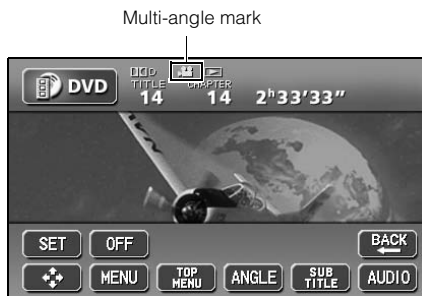 Multi-angle mark
DVD
TITLE
14
CHAPTER
14
2h33'33"
SET
OFF
BACK
MENU
TOP MENU
ANGLE
SUB TITLE
AUDIO